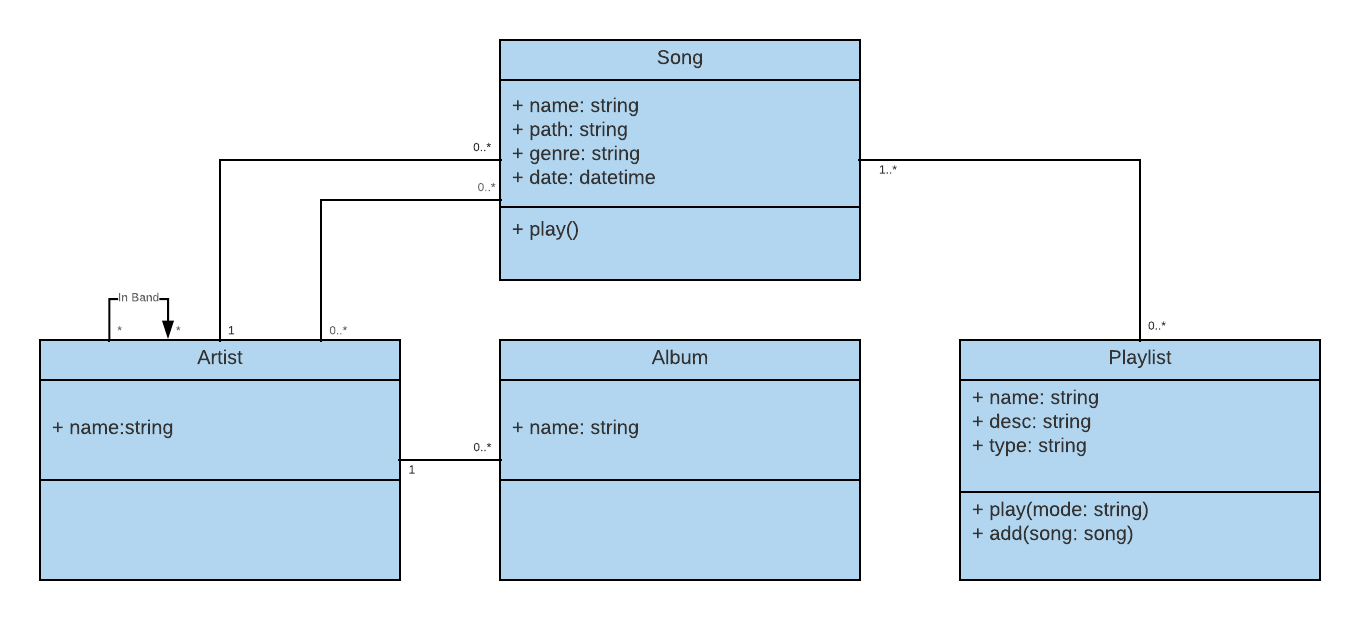 Song
+ name: string
+ path: string
+ genre: string
+ date: datetime
+ play()
0..*
0..*
1..*
In Band
*
*
1
0..*
0..*
Artist
+ name:string
1
0..*
Album
+ name: string
Playlist
+ name: string
+ desc: string
+ type: string
+ play(mode: string)
+ add(song: song)